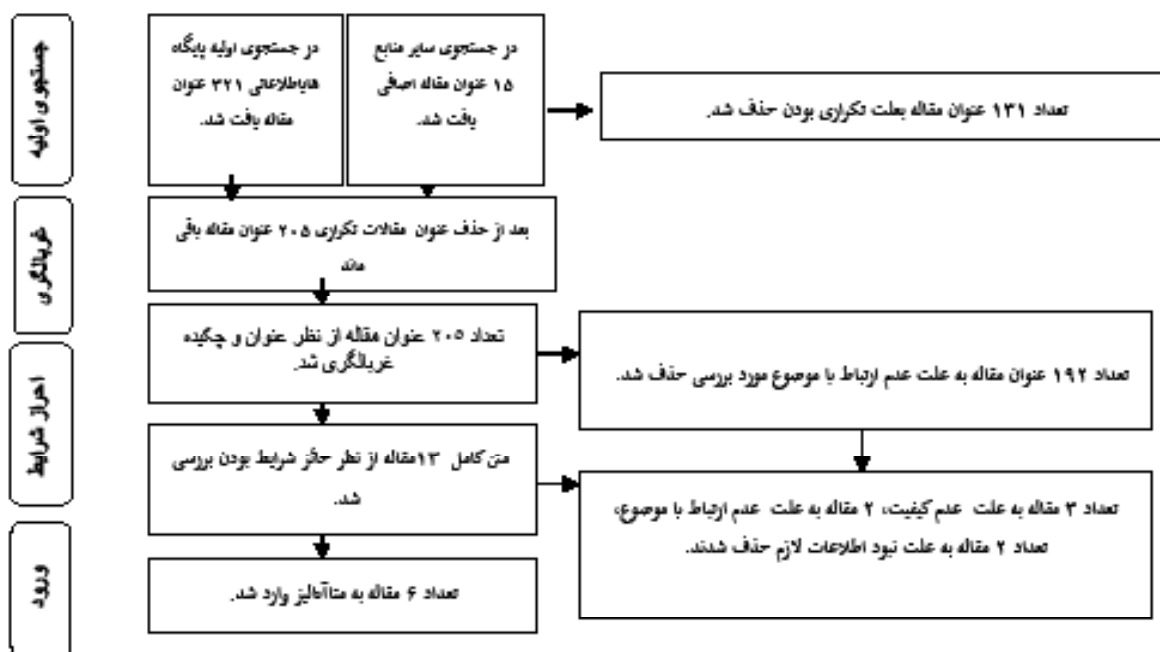 جستجوی اولیه
در جستجوی اولیه پایگاه
هایاطلاعاتی ۳۲۱ عنوان
مقاله یافت شد.
در جستجوی سایر منابع
۱۵ عنوان مقاله اضافی
یافت شد.
تعداد ۱۳۱ عنوان مقاله بعلت تکراری بودن حذف شد.
غربالگری
بعد از حذف عنوان مقالات تکراری ۲۰۵ عنوان مقاله باقی
ماند
تعداد ۲۰۵ عنوان مقاله از نظر عنوان و چکیده
غربالگری شد.
تعداد ۱۹۲ عنوان مقاله به علت عدم ارتباط با موضوع مورد بررسی حذف شد.
احراز شرایط
متن کامل ۱۳مقاله از نظر حائز شرایط بودن بررسی
شد.
تعداد ۳ مقاله به علت عدم کیفیت، ۲ مقاله به علت عدم ارتباط با موضوع،
تعداد ۲ مقاله به علت نبود اطلاعات لازم حذف شدند.
ورود
تعداد ۶ مقاله به متاآنالیز وارد شد.